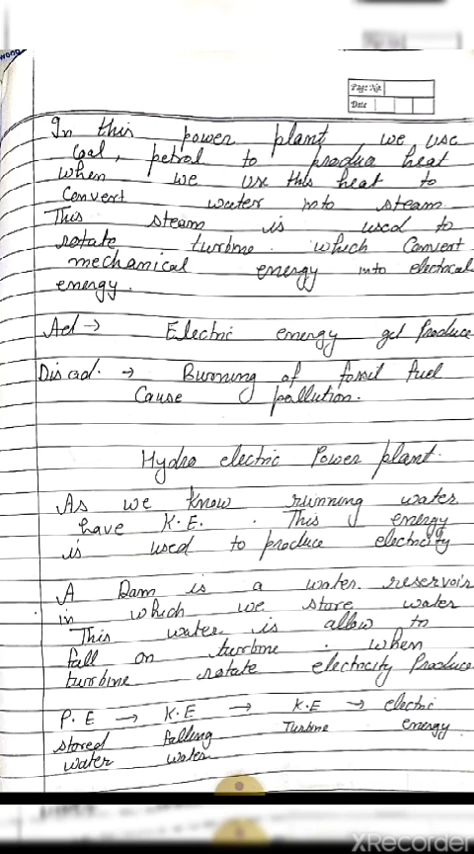 Page No.
Date
In this power plant we use
Coal, petrol to produce heat
when we use this heat to
Convert water into steam
This steam is used to
rotate turbine. which Convert
mechanical energy into electrical
energy.
Ad → Electric energy get Produce
Disad. → Burning of fossil fuel
Cause pollution.
Hydro electric Power plant.
As we know running water
have K.E. . This energy
is used to produce electricity
A Dam is a water reservoir
in which we store water
This water is allow to
fall on turbine. when
turbine rotate electricity Produce
P.E → K.E → K.E → electric
stored falling Turbine energy.
water water
XRecorder